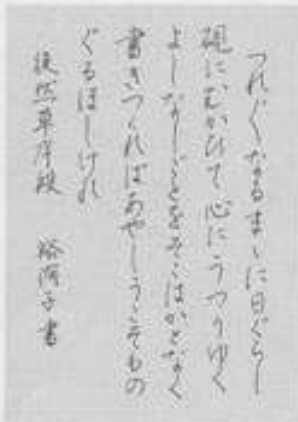 つれ〴〵なるまゝに日ぐらし
硯にむかひて心にうつりゆく
よしなしごとをそこはかとなく
書きつくればあやしうこそもの
ぐるほしけれ
徒然草序段 書